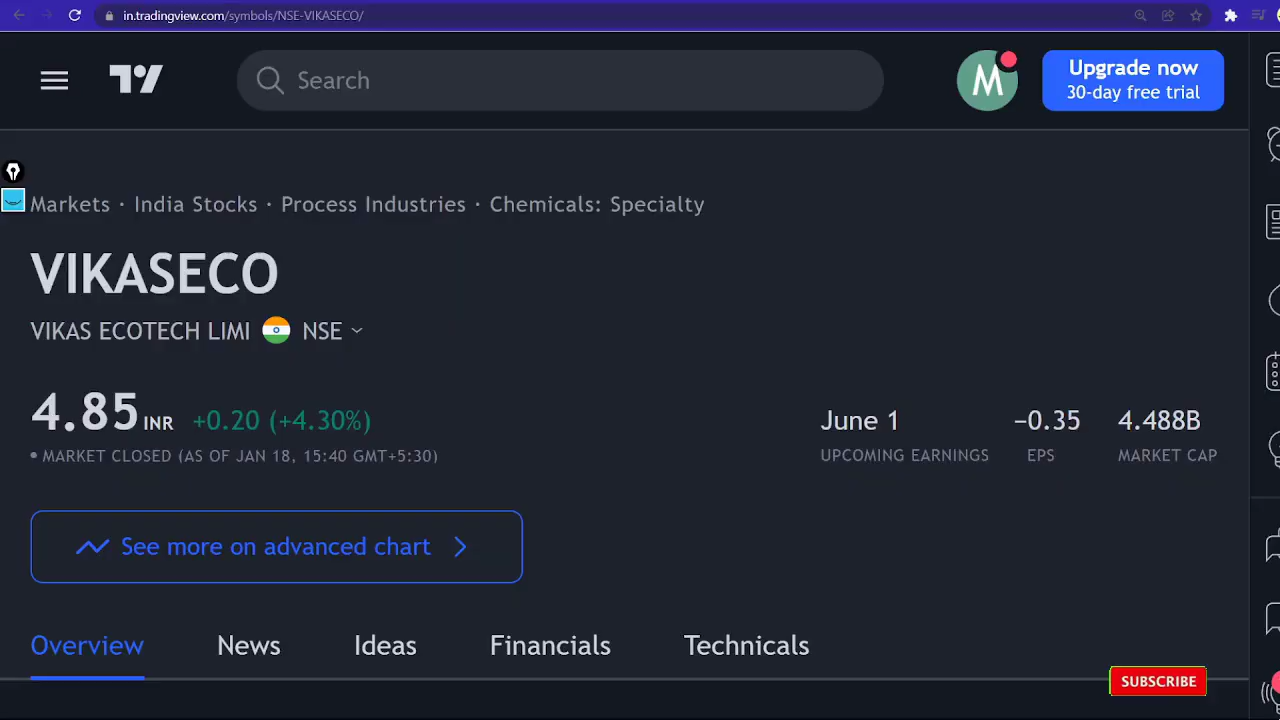 in.tradingview.com/symbols/NSE-VIKASECO/
Search
M
Upgrade now
30-day free trial
Markets · India Stocks · Process Industries · Chemicals: Specialty
VIKASECO
VIKAS ECOTECH LIMI NSE
4.85 INR +0.20 (+4.30%)
MARKET CLOSED (AS OF JAN 18, 15:40 GMT+5:30)
June 1 −0.35 4.488B
UPCOMING EARNINGS EPS MARKET CAP
See more on advanced chart
Overview News Ideas Financials Technicals
SUBSCRIBE